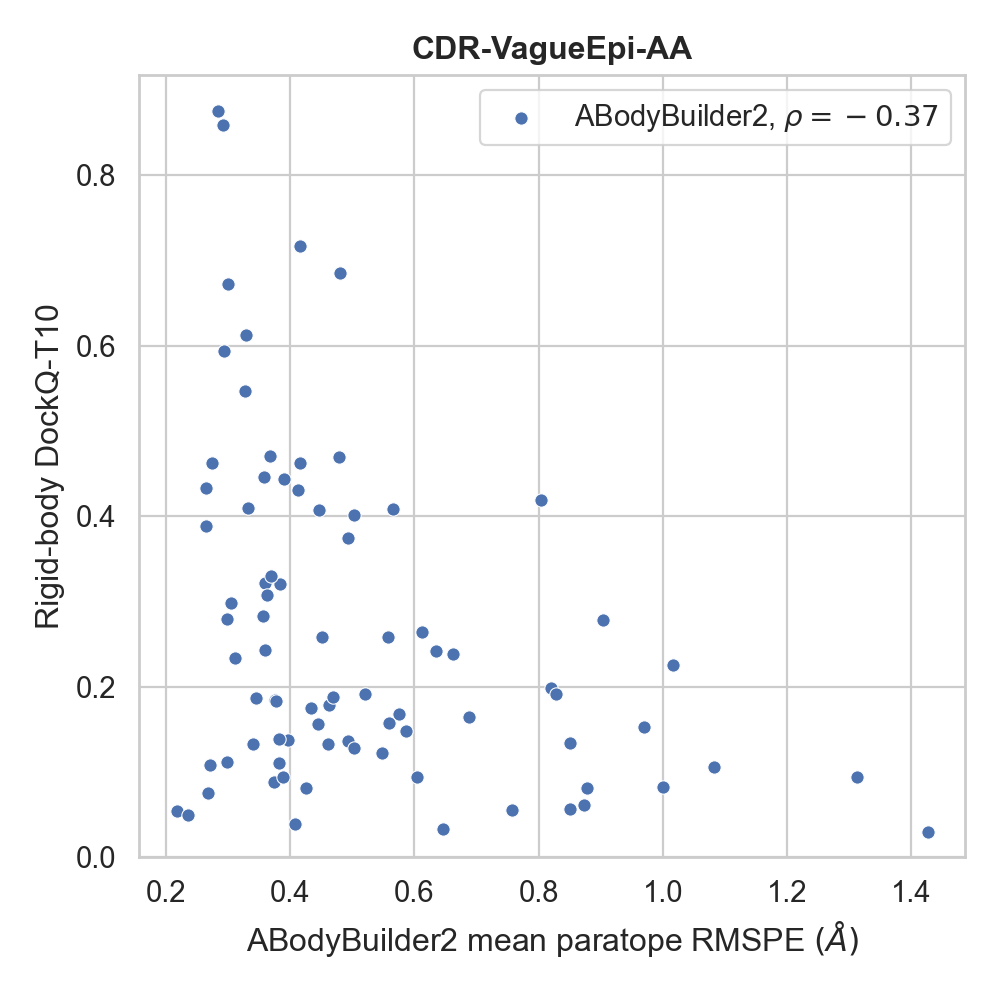 CDR-VagueEpi-AA
ABodyBuilder2, ρ = − 0.37
Rigid-body DockQ-T10
0.8
0.6
0.4
0.2
0.0
0.2 0.4 0.6 0.8 1.0 1.2 1.4
ABodyBuilder2 mean paratope RMSPE (Å)